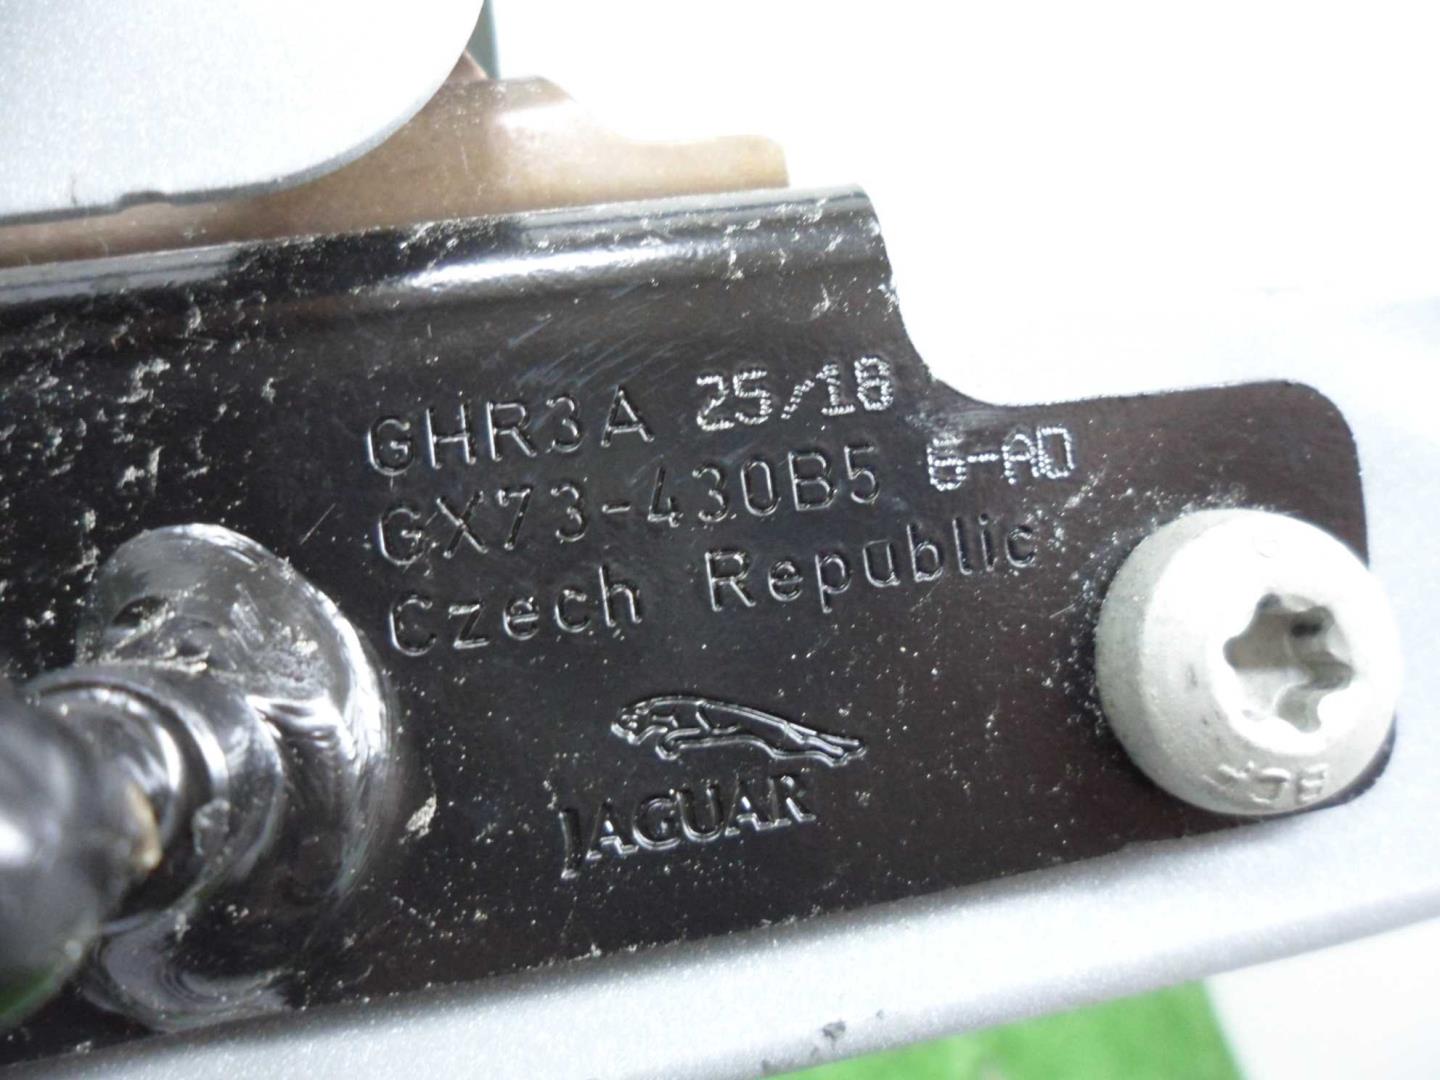 GHR3A 25/18
GX73-430B5 6-AD
Czech Republic
JAGUAR